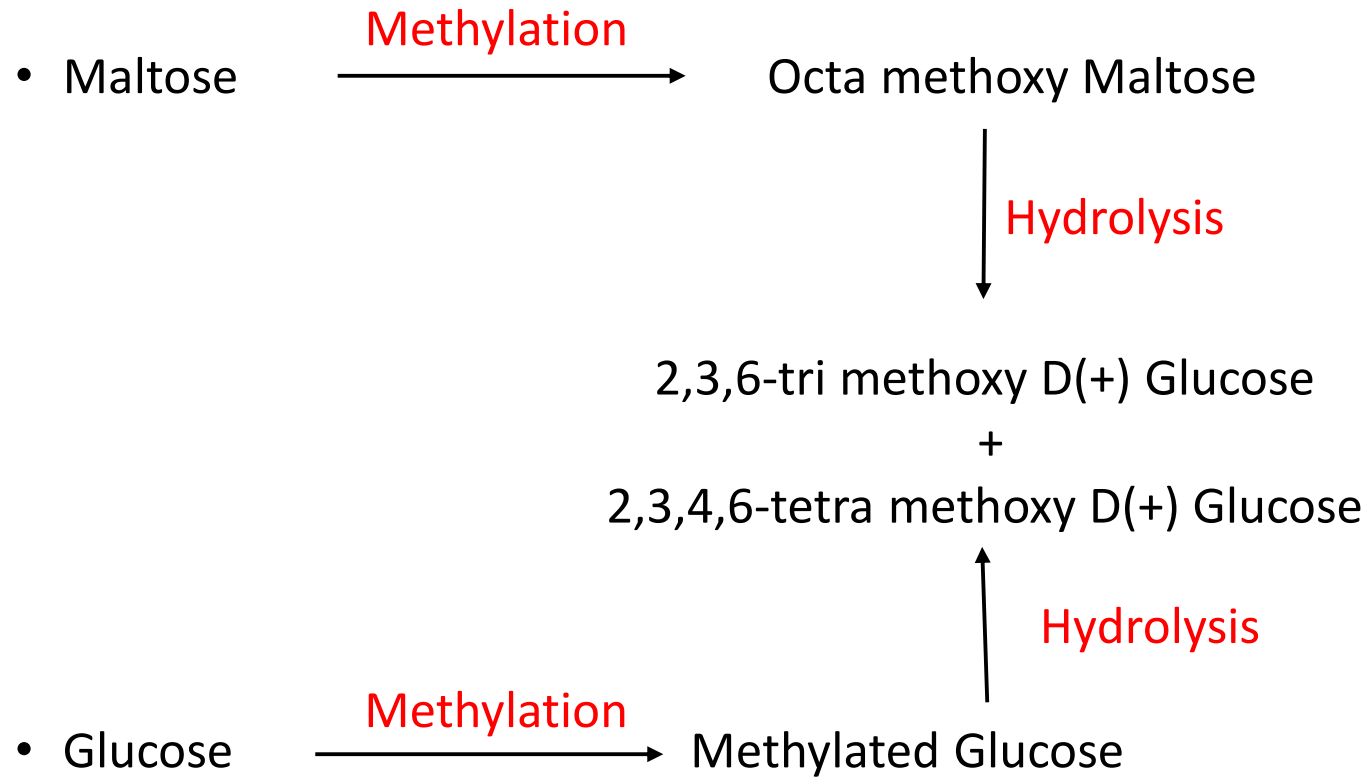 Methylation
• Maltose Octa methoxy Maltose
Hydrolysis
2,3,6-tri methoxy D(+) Glucose
+
2,3,4,6-tetra methoxy D(+) Glucose
Hydrolysis
Methylation
• Glucose Methylated Glucose